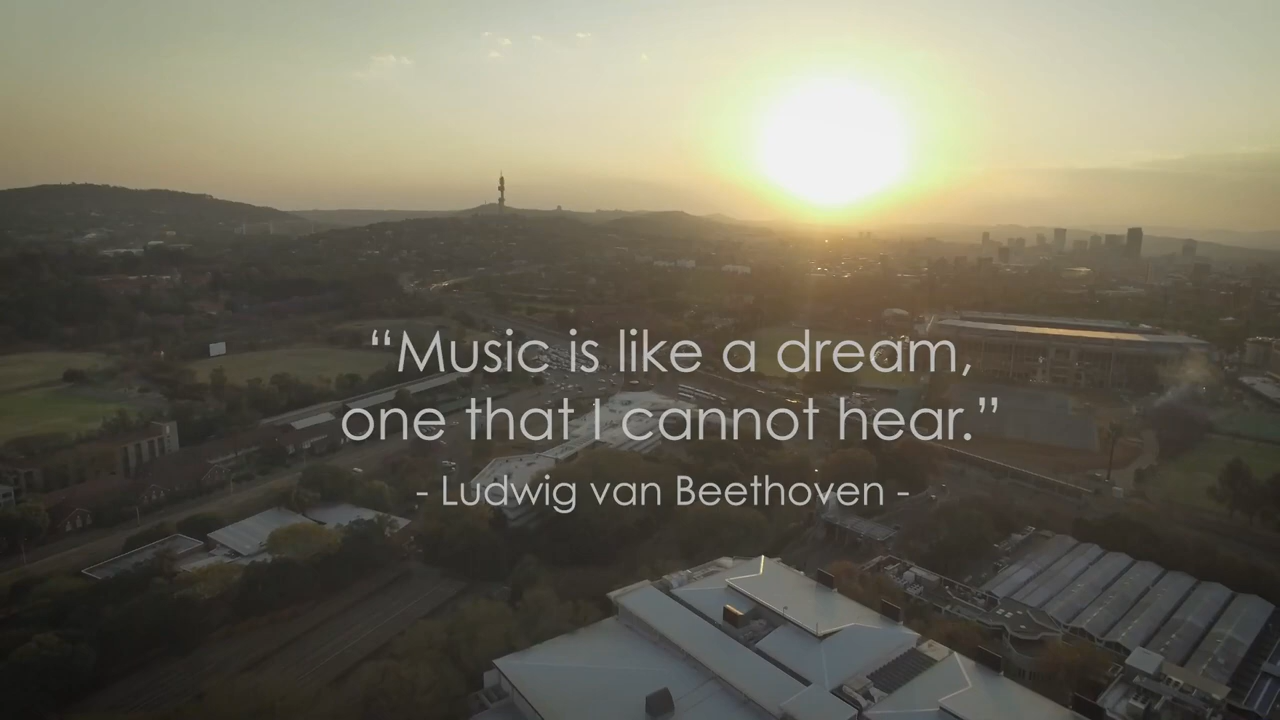 “Music is like a dream,
one that I cannot hear.”
- Ludwig van Beethoven -